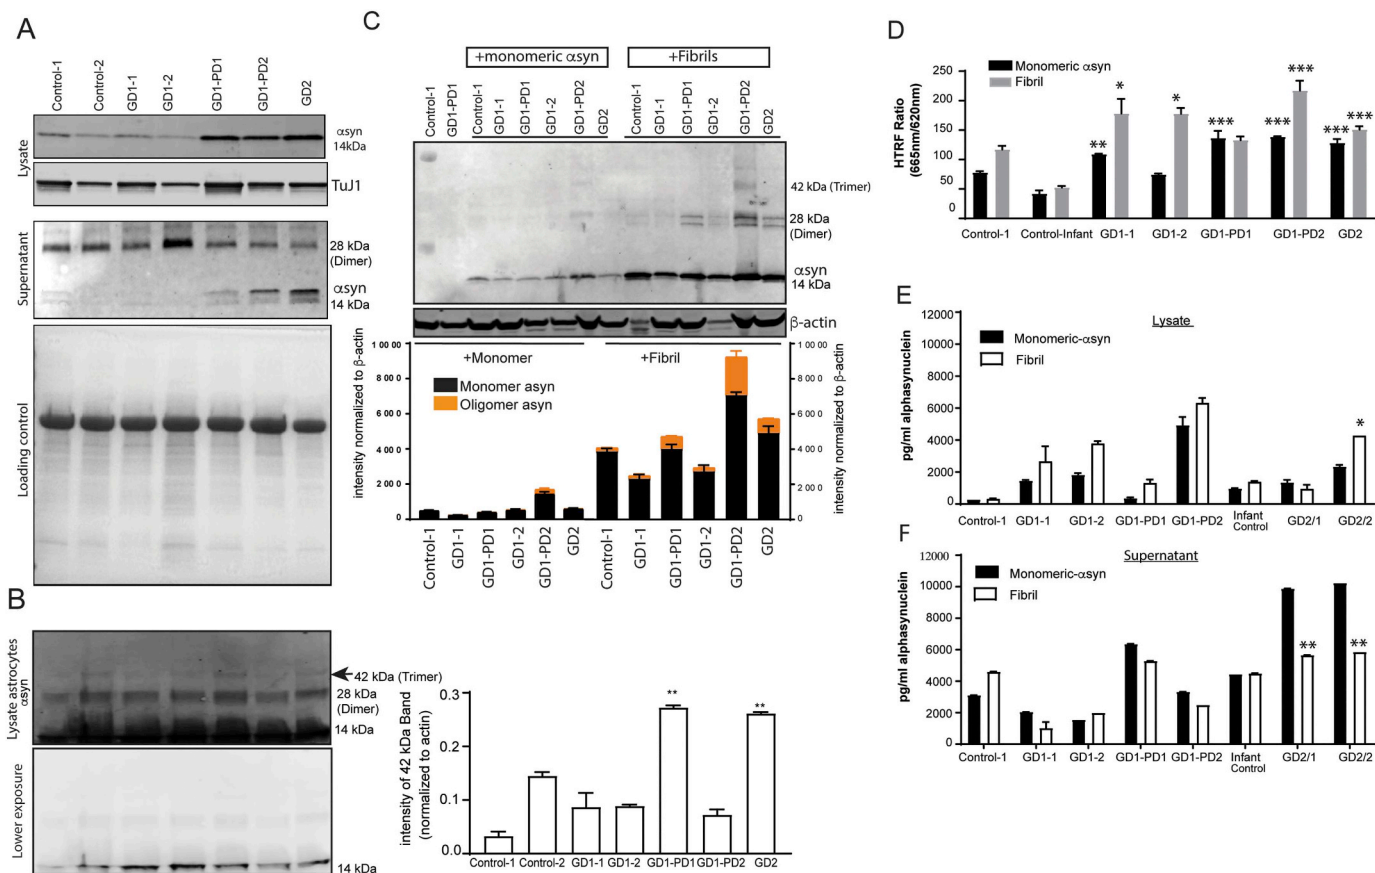 A
Control-1
Control-2
GD1-1
GD1-2
GD1-PD1
GD1-PD2
GD2
Lysate
αsyn
14kDa
TuJ1
Supernatant
28 kDa
(Dimer)
αsyn
14 kDa
Loading control
B
Lysate astrocytes
αsyn
42 kDa (Trimer)
28 kDa
(Dimer)
14 kDa
Lower exposure
14 kDa
intensity of 42 kDa Band
(normalized to actin)
0.3
0.2
0.1
0.0
**
**
Control-1
Control-2
GD1-1
GD1-2
GD1-PD1
GD1-PD2
GD2
C
+monomeric αsyn
+Fibrils
Control-1
GD1-PD1
Control-1
GD1-1
GD1-PD1
GD1-2
GD1-PD2
GD2
Control-1
GD1-1
GD1-PD1
GD1-2
GD1-PD2
GD2
42 kDa (Trimer)
28 kDa
(Dimer)
αsyn
14 kDa
β-actin
intensity normalized to β-actin
10000
8000
6000
4000
2000
0
+Monomer
+Fibril
Monomer asyn
Oligomer asyn
10000
8000
6000
4000
2000
0
intensity normalized to β-actin
Control-1
GD1-1
GD1-PD1
GD1-2
GD1-PD2
GD2
Control-1
GD1-1
GD1-PD1
GD1-2
GD1-PD2
GD2
D
Monomeric αsyn
Fibril
HTRF Ratio
(665nm/620nm)
250
200
150
100
50
0
**
*
*
***
***
***
***
***
Control-1
Control-Infant
GD1-1
GD1-2
GD1-PD1
GD1-PD2
GD2
E
Lysate
Monomeric-αsyn
Fibril
pg/ml alphasynuclein
12000
10000
8000
6000
4000
2000
0
*
Control-1
GD1-1
GD1-2
GD1-PD1
GD1-PD2
Infant
Control
GD2/1
GD2/2
F
Supernatant
Monomeric-αsyn
Fibril
pg/ml alphasynuclein
12000
10000
8000
6000
4000
2000
0
**
**
Control-1
GD1-1
GD1-2
GD1-PD1
GD1-PD2
Infant
Control
GD2/1
GD2/2